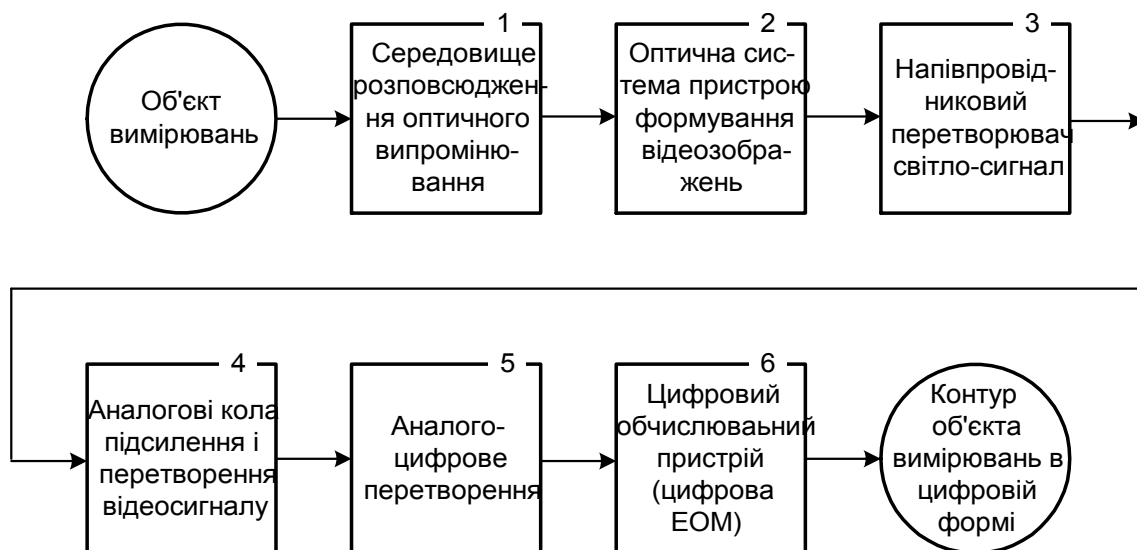 Об'єкт
вимірювань
1
Середовище
розповсюджен-
ня оптичного
випроміню-
вання
2
Оптична сис-
тема пристрою
формування
відеозобра-
жень
3
Напівпровід-
никовий
перетворювач
світло-сигнал
4
Аналогові кола
підсилення і
перетворення
відеосигналу
5
Аналого-
цифрове
перетворення
6
Цифровий
обчислюваьний
пристрій
(цифрова
ЕОМ)
Контур
об'єкта
вимірювань в
цифровій
формі